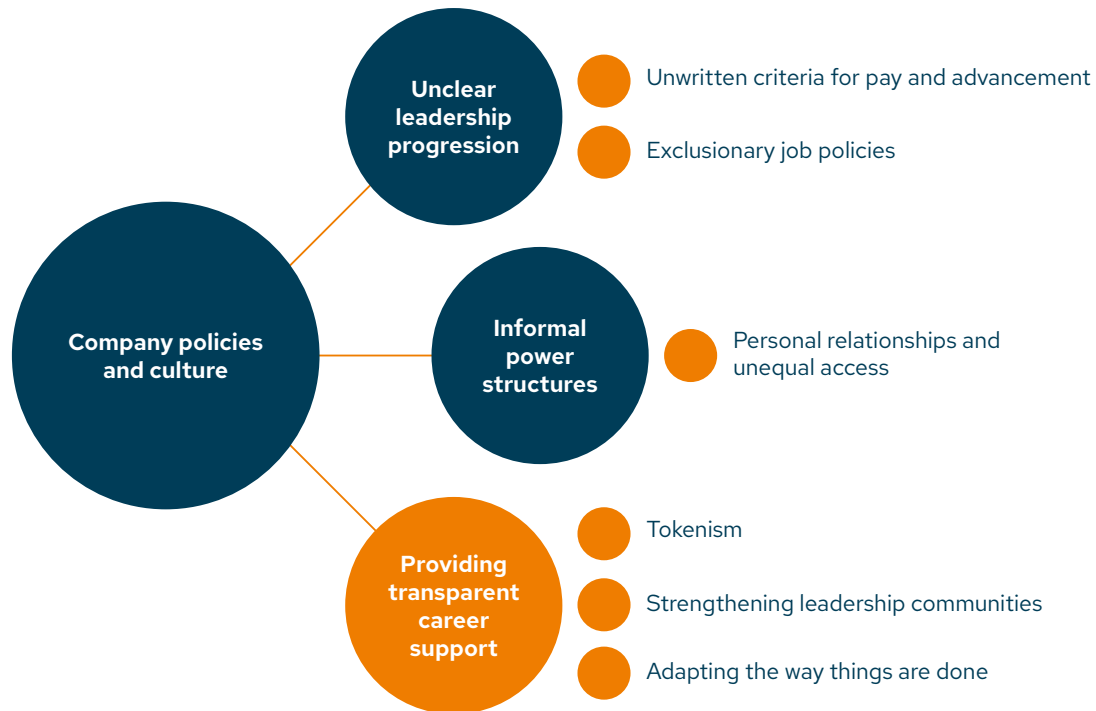 Company policies
and culture
Unclear
leadership
progression
Unwritten criteria for pay and advancement
Exclusionary job policies
Informal
power
structures
Personal relationships and
unequal access
Providing
transparent
career
support
Tokenism
Strengthening leadership communities
Adapting the way things are done